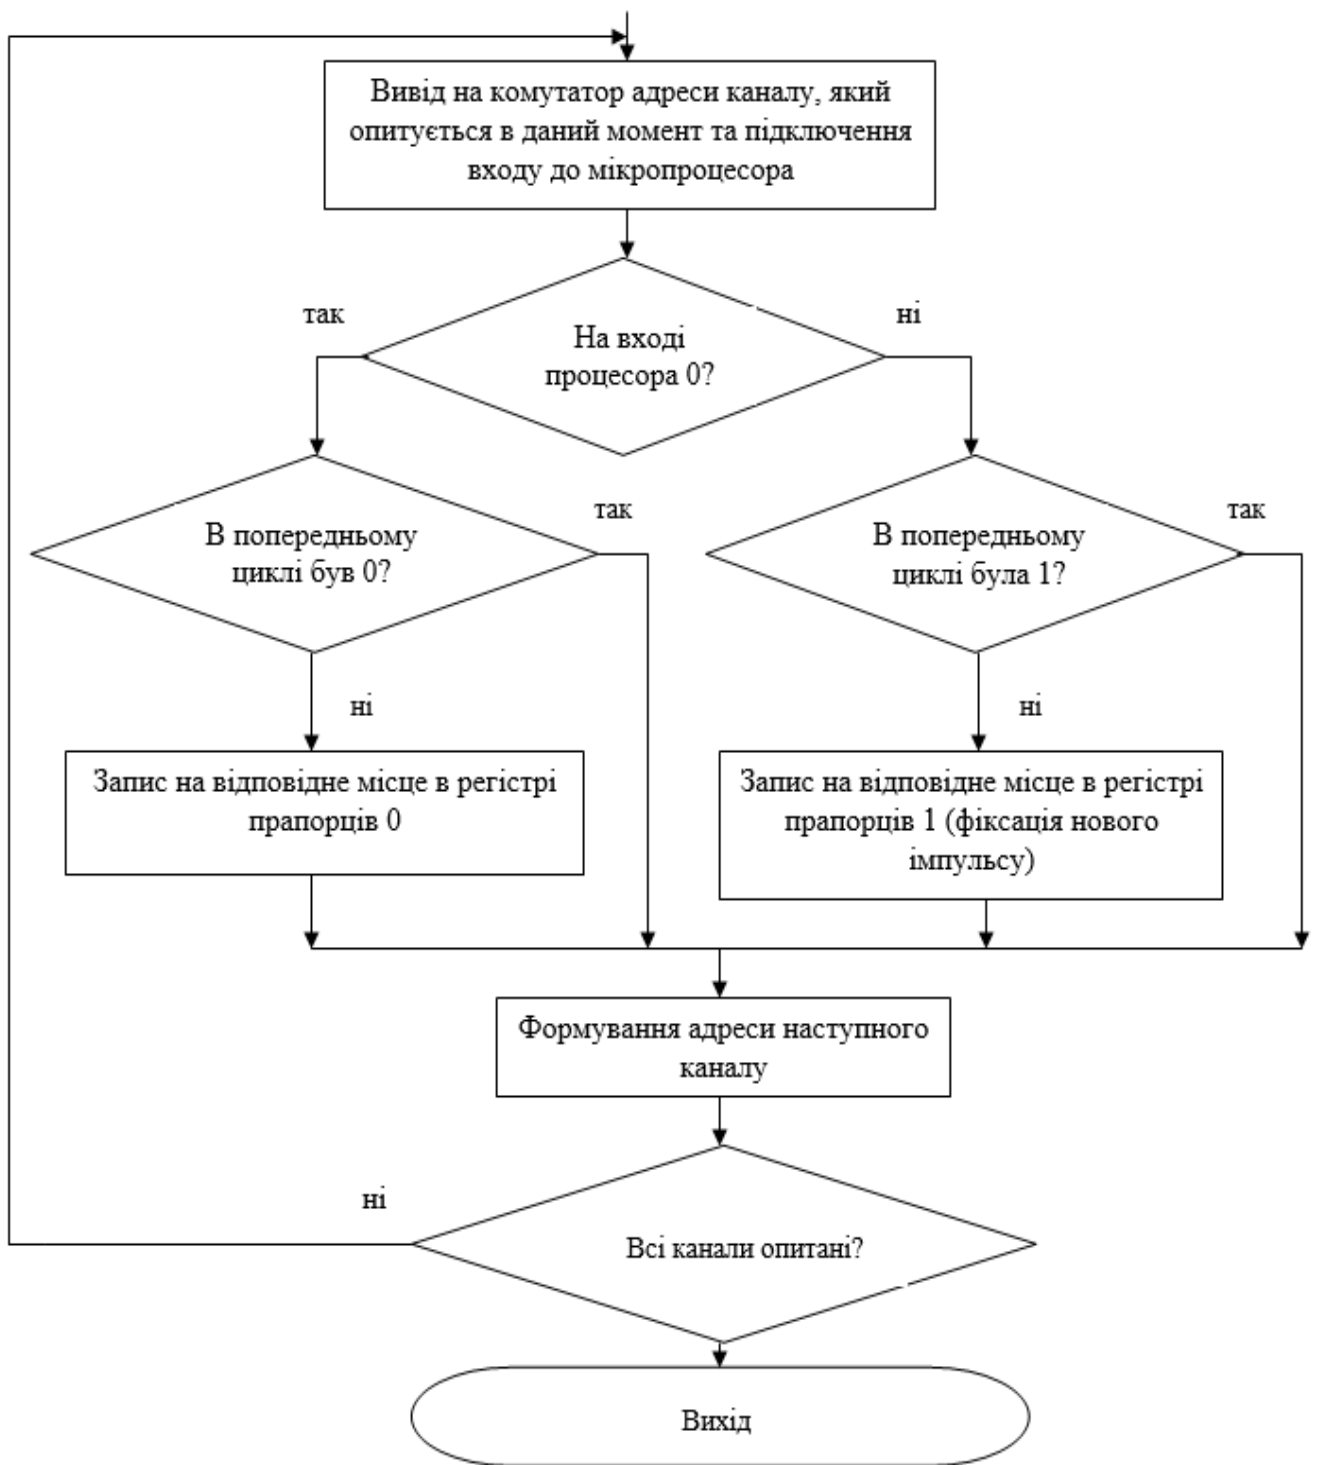 Вивід на комутатор адреси каналу, який
опитується в даний момент та підключення
входу до мікропроцесора
так
ні
На вході
процесора 0?
так
так
В попередньому
циклі був 0?
В попередньому
циклі була 1?
ні
ні
Запис на відповідне місце в регістрі
прапорців 0
Запис на відповідне місце в регістрі
прапорців 1 (фіксація нового
імпульсу)
Формування адреси наступного
каналу
ні
Всі канали опитані?
Вихід